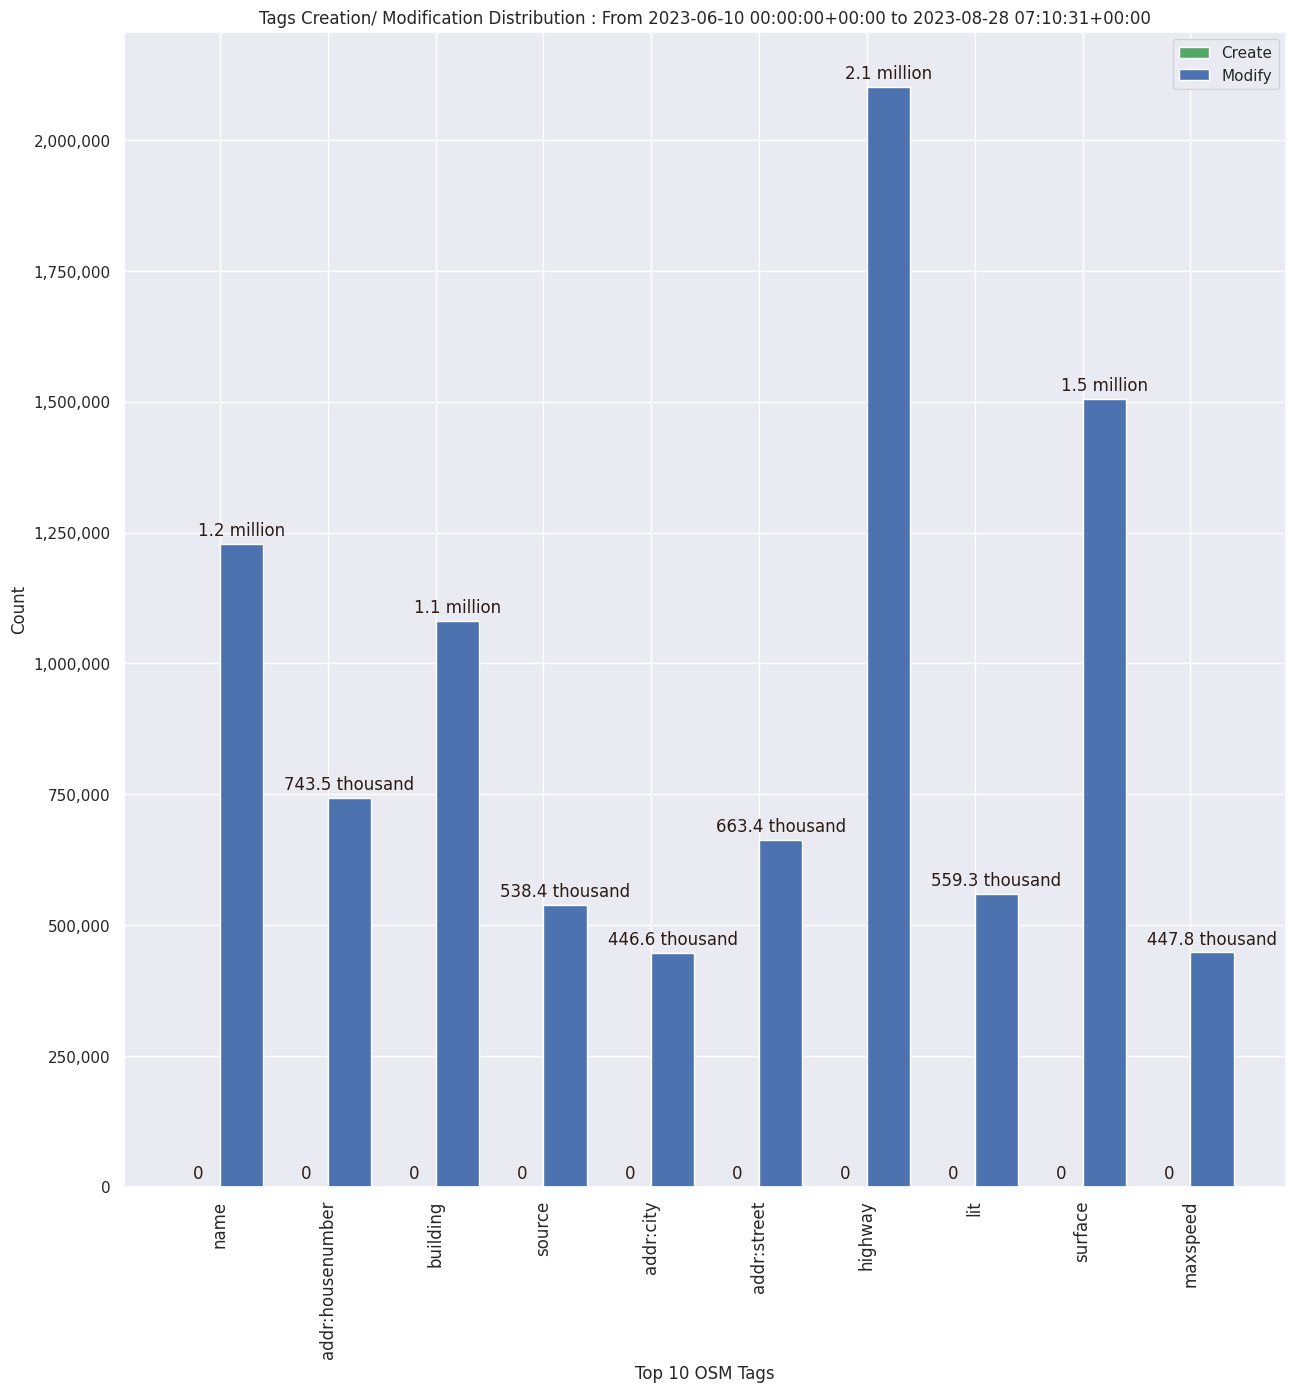 Tags Creation/ Modification Distribution : From 2023-06-10 00:00:00+00:00 to 2023-08-28 07:10:31+00:00
Create
Modify
2.1 million
2,000,000
1,750,000
1.5 million
1,500,000
1.2 million
1,250,000
1.1 million
1,000,000
743.5 thousand
750,000
663.4 thousand
559.3 thousand
538.4 thousand
500,000
446.6 thousand
447.8 thousand
250,000
0 0 0 0 0 0 0 0 0 0
0
Count
name
addr:housenumber
building
source
addr:city
addr:street
highway
lit
surface
maxspeed
Top 10 OSM Tags